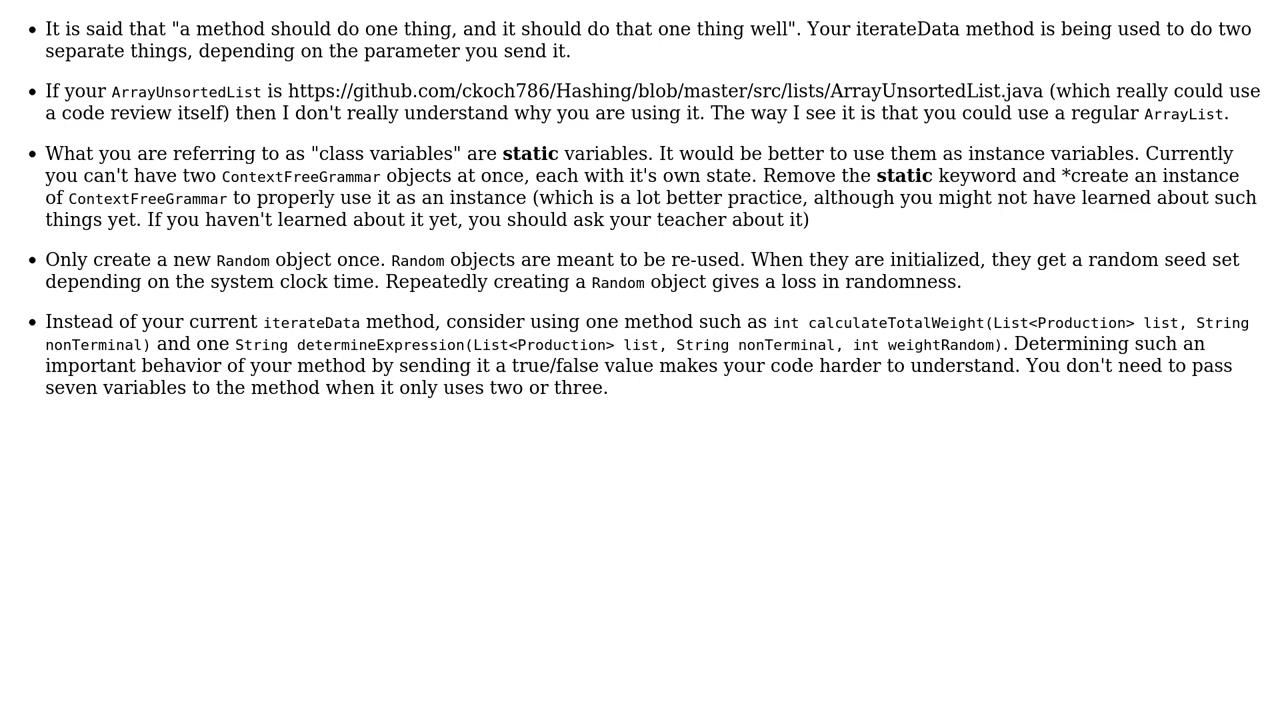 • It is said that "a method should do one thing, and it should do that one thing well". Your iterateData method is being used to do two
separate things, depending on the parameter you send it.
• If your ArrayUnsortedList is https://github.com/ckoch786/Hashing/blob/master/src/lists/ArrayUnsortedList.java (which really could use
a code review itself) then I don't really understand why you are using it. The way I see it is that you could use a regular ArrayList.
• What you are referring to as "class variables" are static variables. It would be better to use them as instance variables. Currently
you can't have two ContextFreeGrammar objects at once, each with it's own state. Remove the static keyword and *create an instance
of ContextFreeGrammar to properly use it as an instance (which is a lot better practice, although you might not have learned about such
things yet. If you haven't learned about it yet, you should ask your teacher about it)
• Only create a new Random object once. Random objects are meant to be re-used. When they are initialized, they get a random seed set
depending on the system clock time. Repeatedly creating a Random object gives a loss in randomness.
• Instead of your current iterateData method, consider using one method such as int calculateTotalWeight(List<Production> list, String
nonTerminal) and one String determineExpression(List<Production> list, String nonTerminal, int weightRandom). Determining such an
important behavior of your method by sending it a true/false value makes your code harder to understand. You don't need to pass
seven variables to the method when it only uses two or three.